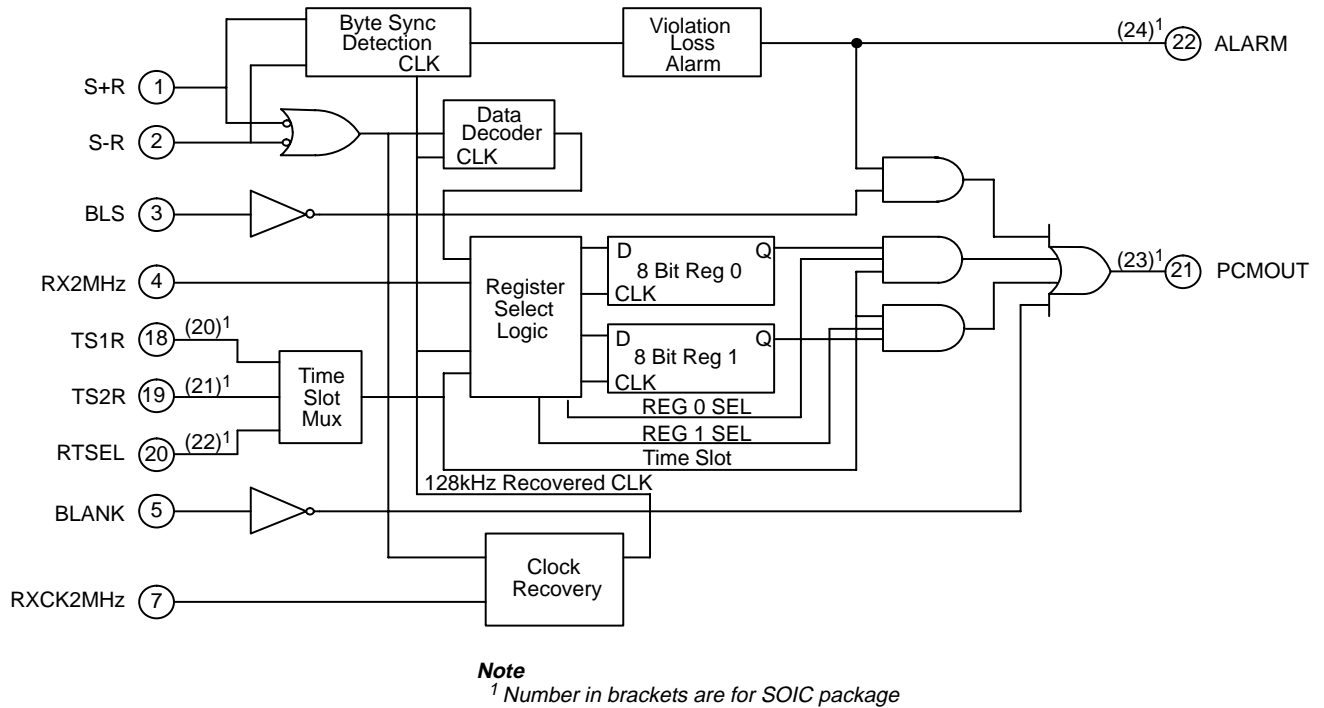 Byte Sync
Detection
CLK
Violation
Loss
Alarm
(24)1
22
ALARM
S+R
1
S-R
2
Data
Decoder
CLK
BLS
3
RX2MHz
4
Register
Select
Logic
D
Q
8 Bit Reg 0
CLK
D
Q
8 Bit Reg 1
CLK
(23)1
21
PCMOUT
TS1R
18
(20)1
TS2R
19
(21)1
RTSEL
20
(22)1
Time
Slot
Mux
REG 0 SEL
REG 1 SEL
Time Slot
128kHz Recovered CLK
BLANK
5
Clock
Recovery
RXCK2MHz
7
Note
1 Number in brackets are for SOIC package